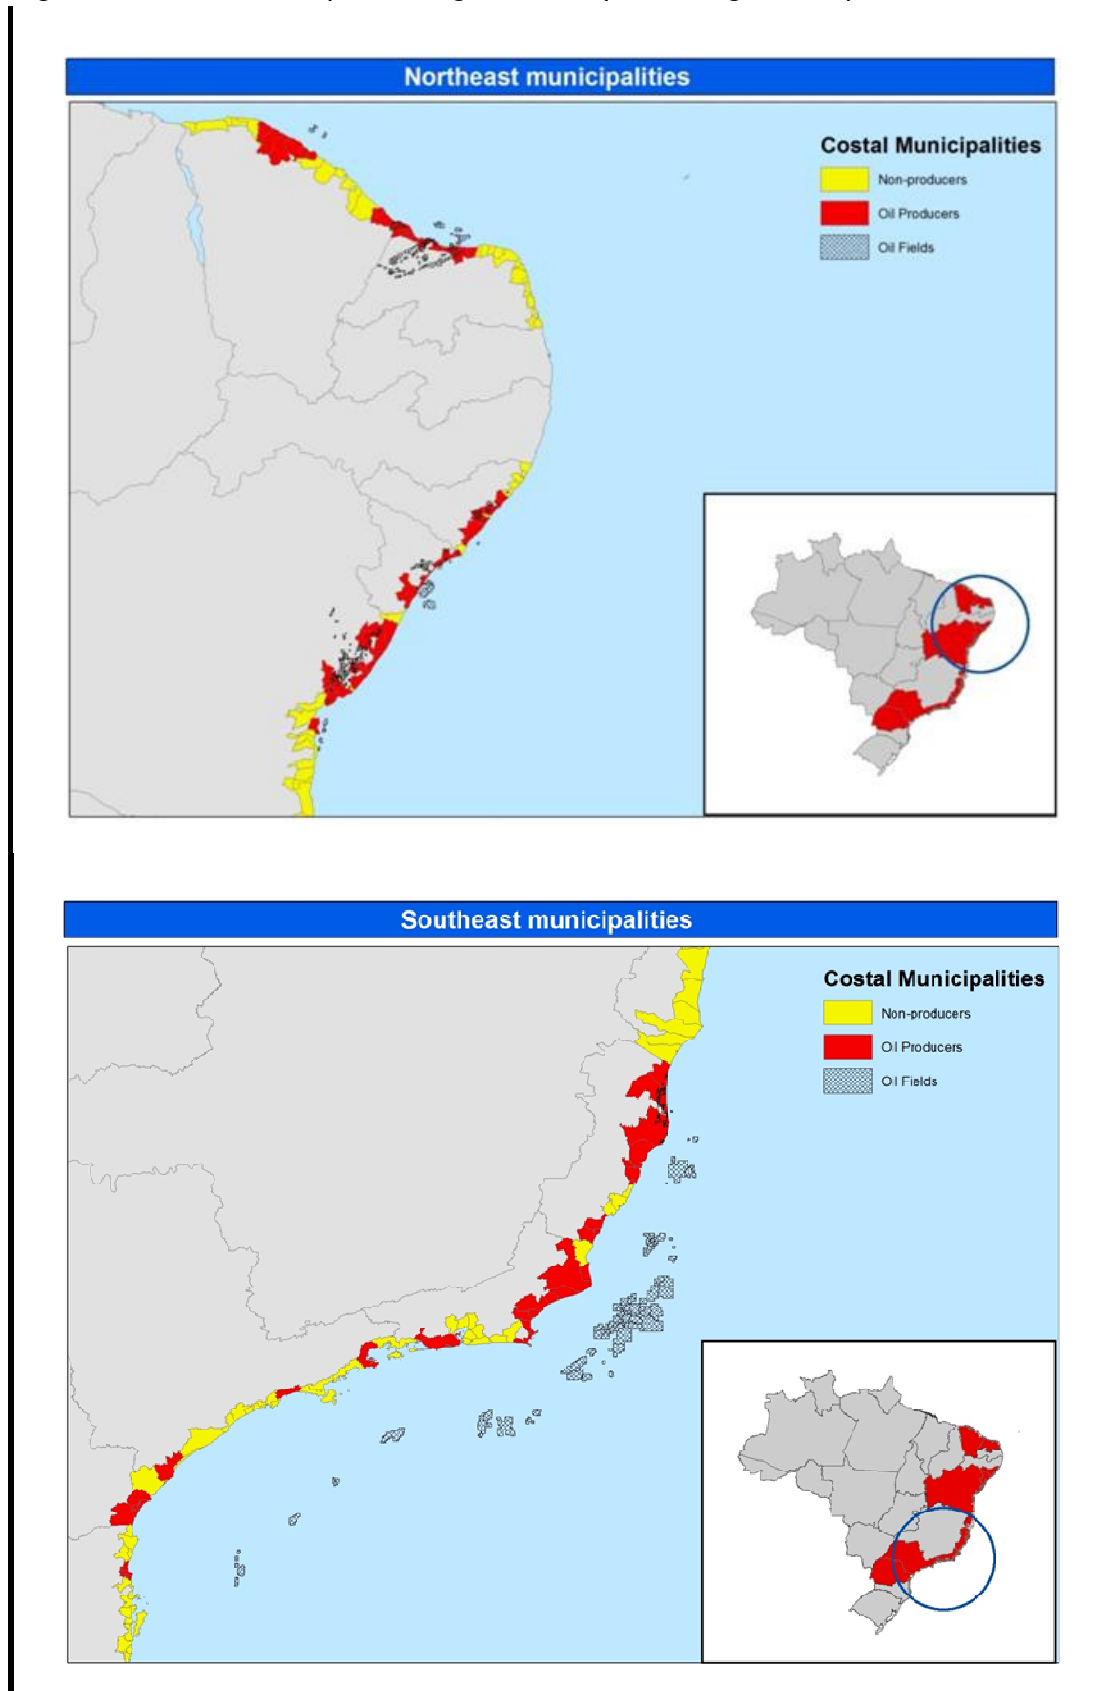 Northeast municipalities
Costal Municipalities
Non-producers
Oil Producers
Oil Fields
Southeast municipalities
Costal Municipalities
Non-producers
Oil Producers
Oil Fields